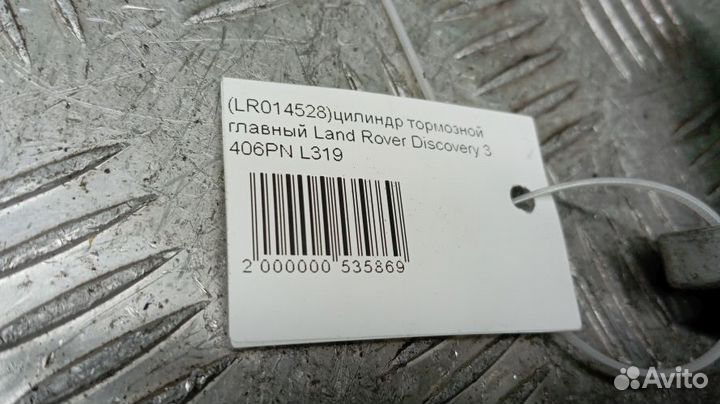 (LR014528)цилиндр тормозной
главный Land Rover Discovery 3
406PN L319
2 000000 535869
Avito